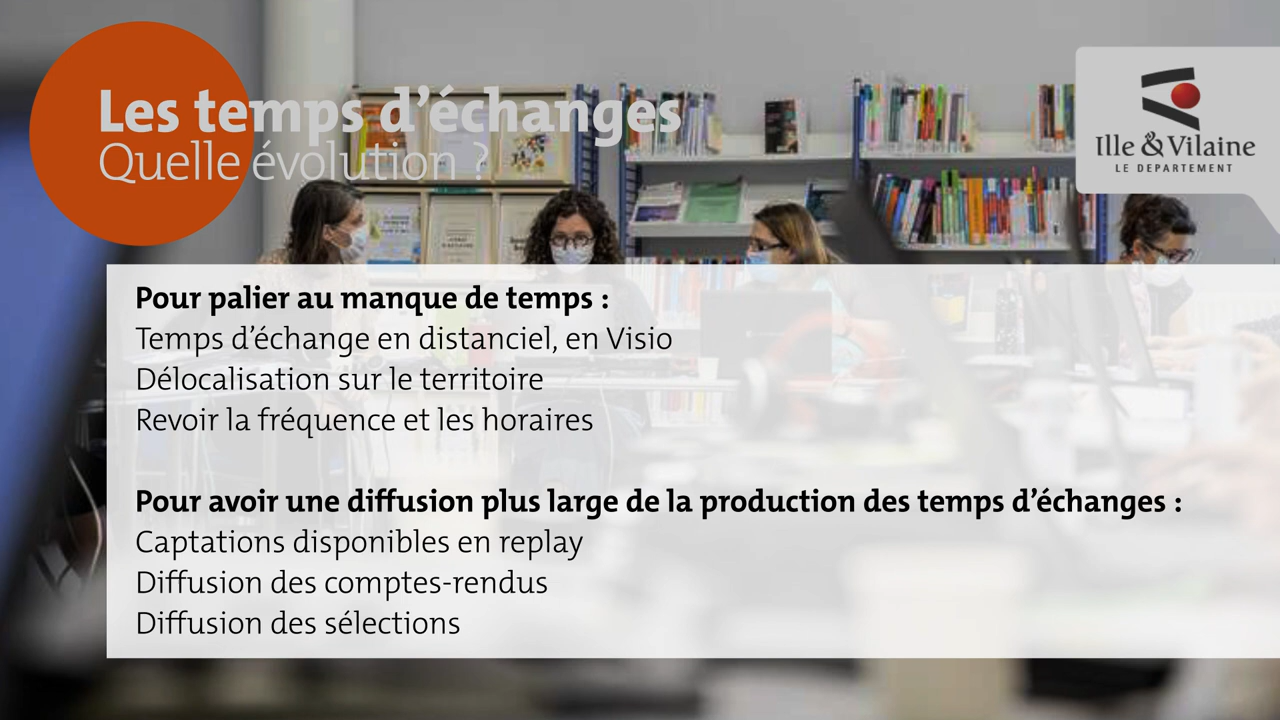 Les temps d’échanges
Quelle évolution ?
Ille & Vilaine
LE DEPARTEMENT
Pour palier au manque de temps :
Temps d’échange en distanciel, en Visio
Délocalisation sur le territoire
Revoir la fréquence et les horaires
Pour avoir une diffusion plus large de la production des temps d’échanges :
Captations disponibles en replay
Diffusion des comptes-rendus
Diffusion des sélections